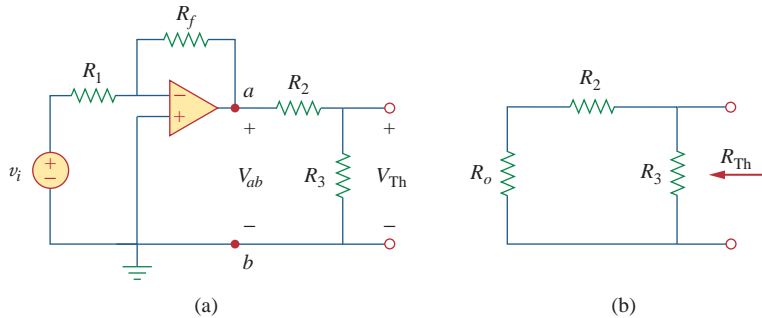 R_f
R_1
a
R_2
R_2
−
+
+
+
+
−
v_i
V_ab
R_3
V_Th
R_o
R_3
R_Th
−
−
b
(a)
(b)